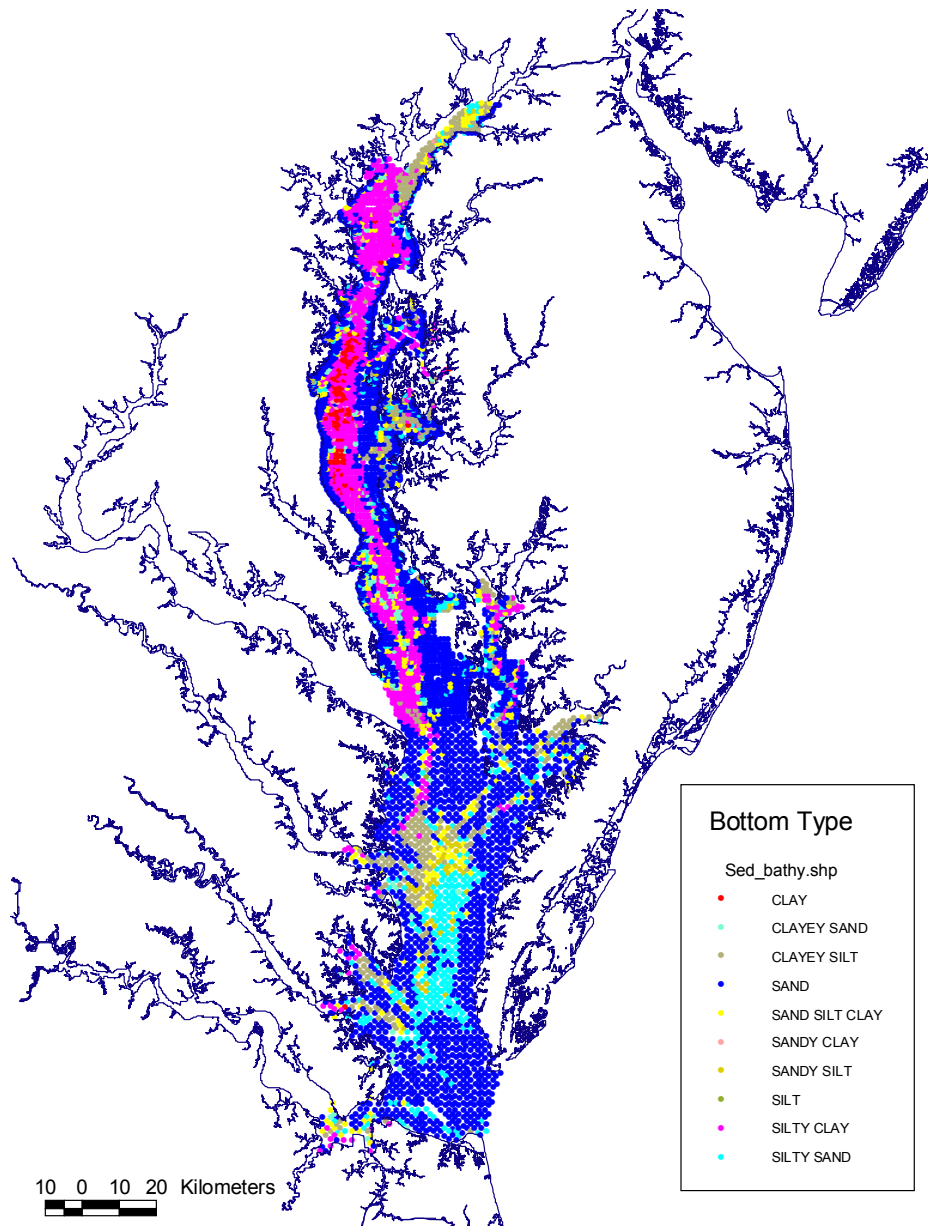 Bottom Type
Sed_bathy.shp
CLAY
CLAYEY SAND
CLAYEY SILT
SAND
SAND SILT CLAY
SANDY CLAY
SANDY SILT
SILT
SILTY CLAY
SILTY SAND
10 0 10 20 Kilometers